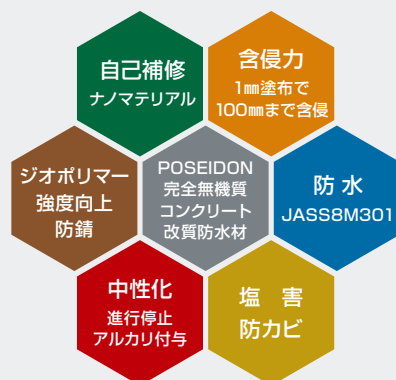 自己補修
ナノマテリアル
含侵力
1㎜塗布で
100㎜まで含侵
ジオポリマー
強度向上
防錆
POSEIDON
完全無機質
コンクリート
改質防水材
防水
JASS8M301
中性化
進行停止
アルカリ付与
塩 害
防カビ